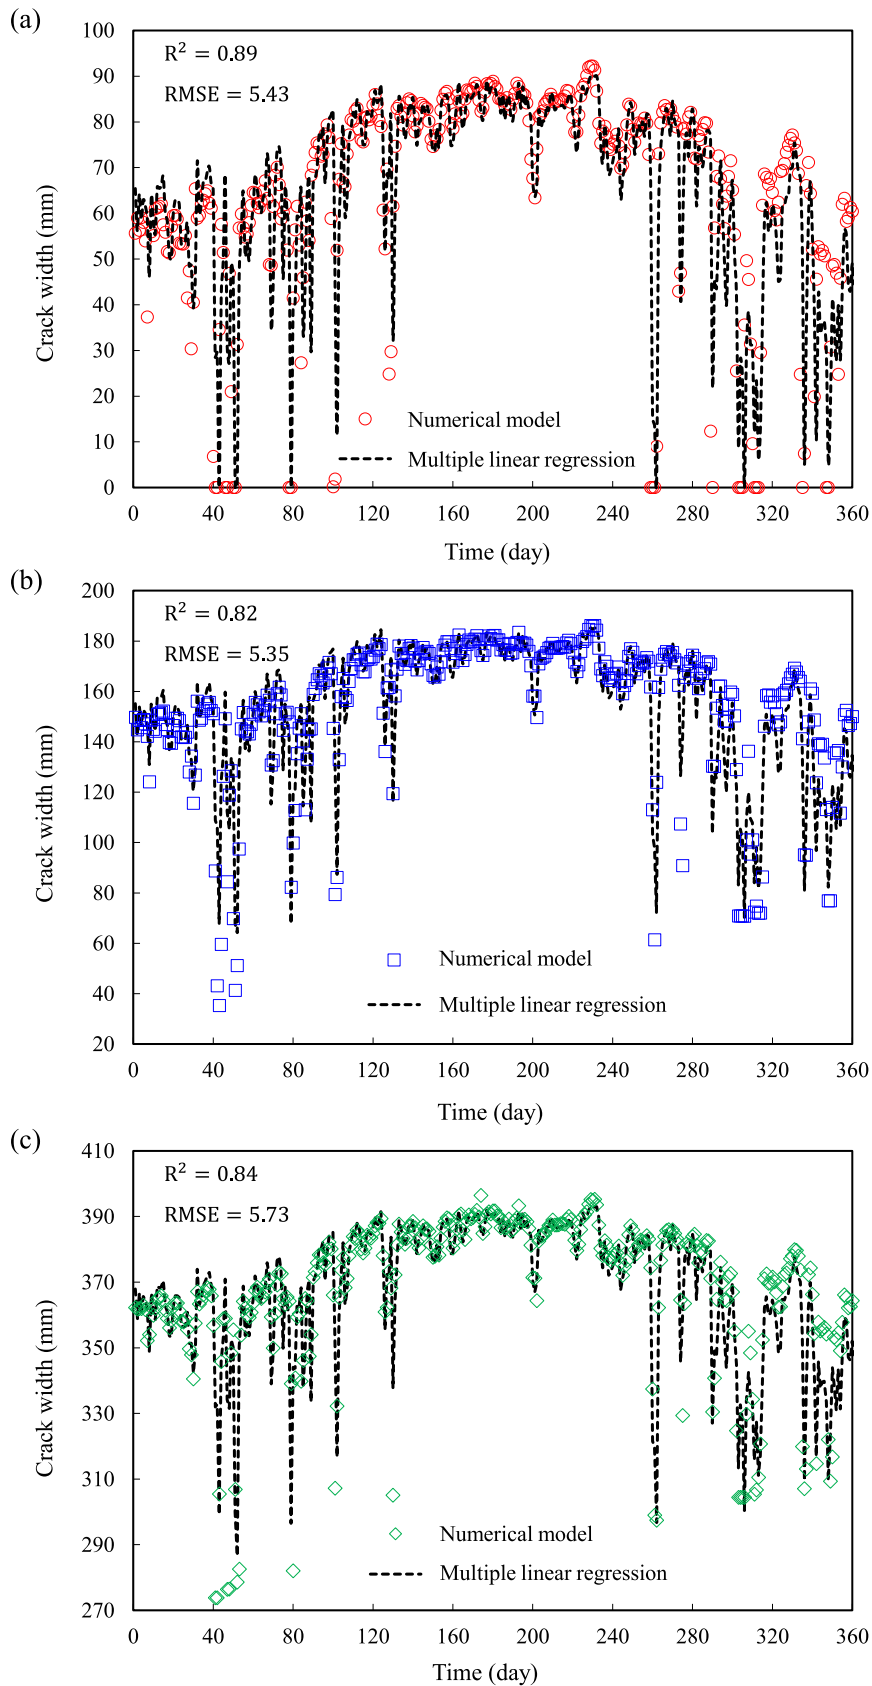 (a)
R² = 0.89
RMSE = 5.43
100
90
80
70
60
50
40
30
20
10
0
Crack width (mm)
Numerical model
Multiple linear regression
0 40 80 120 160 200 240 280 320 360
Time (day)
(b)
R² = 0.82
RMSE = 5.35
200
180
160
140
120
100
80
60
40
20
Crack width (mm)
Numerical model
Multiple linear regression
0 40 80 120 160 200 240 280 320 360
Time (day)
(c)
R² = 0.84
RMSE = 5.73
410
390
370
350
330
310
290
270
Crack width (mm)
Numerical model
Multiple linear regression
0 40 80 120 160 200 240 280 320 360
Time (day)